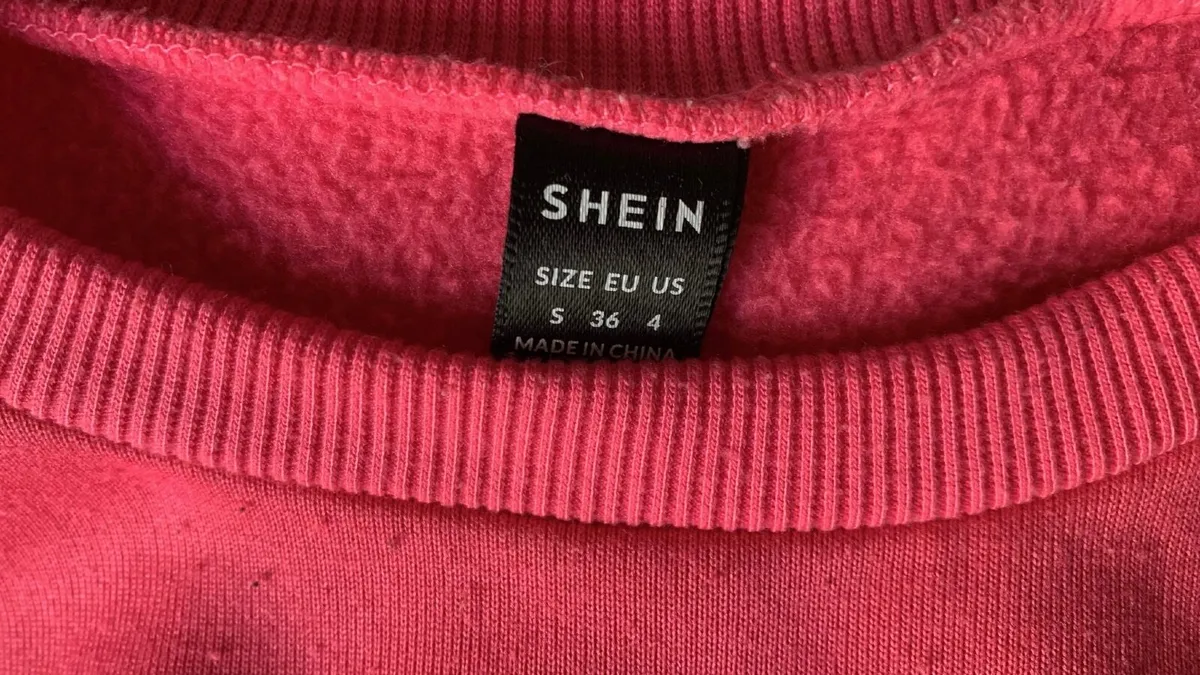 SHEIN
SIZE EU US
S 36 4
MADE IN CHINA